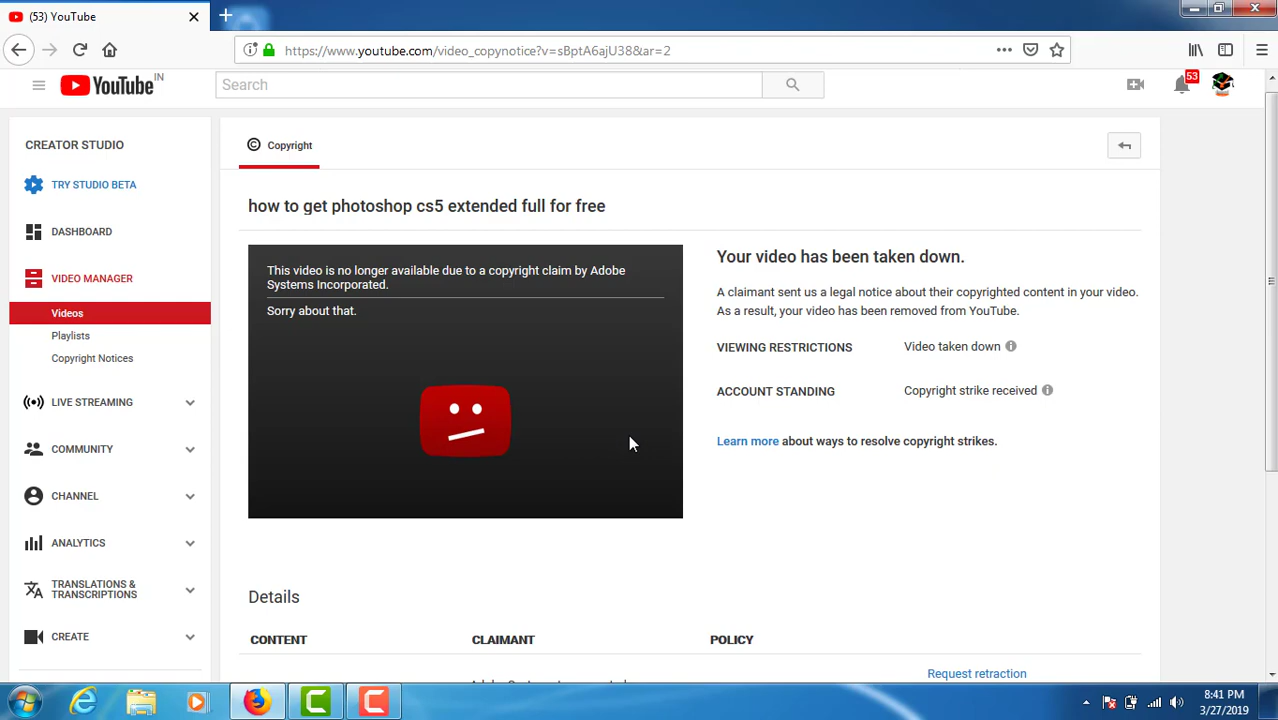 (53) YouTube
https://www.youtube.com/video_copynotice?v=sBptA6ajU38&ar=2
YouTube IN
Search
53
CREATOR STUDIO
TRY STUDIO BETA
DASHBOARD
VIDEO MANAGER
Videos
Playlists
Copyright Notices
LIVE STREAMING
COMMUNITY
CHANNEL
ANALYTICS
TRANSLATIONS &
TRANSCRIPTIONS
CREATE
Copyright
how to get photoshop cs5 extended full for free
This video is no longer available due to a copyright claim by Adobe
Systems Incorporated.
Sorry about that.
Your video has been taken down.
A claimant sent us a legal notice about their copyrighted content in your video.
As a result, your video has been removed from YouTube.
VIEWING RESTRICTIONS Video taken down
ACCOUNT STANDING Copyright strike received
Learn more about ways to resolve copyright strikes.
Details
CONTENT CLAIMANT POLICY
Request retraction
8:41 PM
3/27/2019